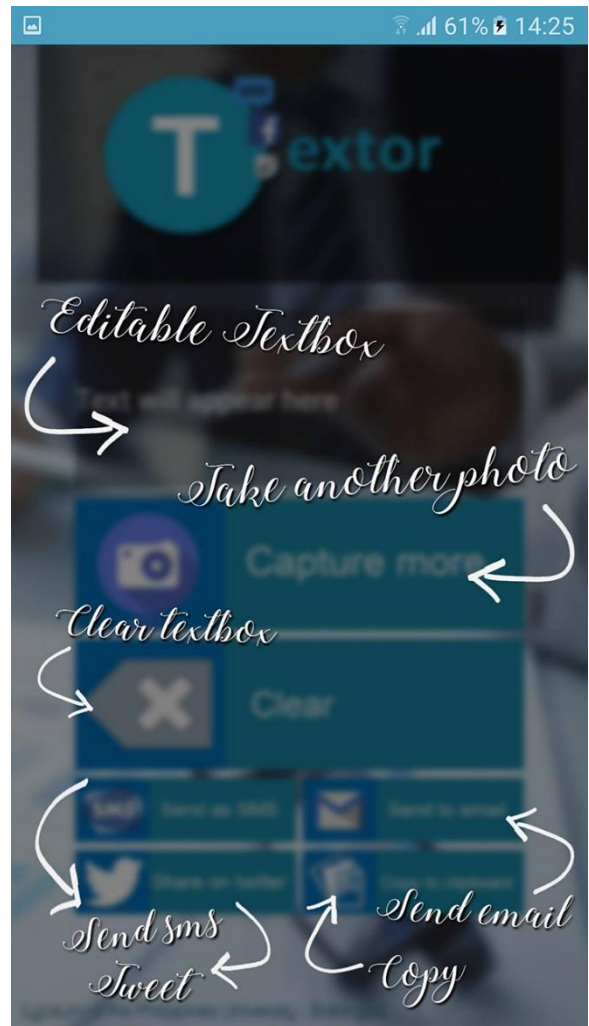 61% 14:25
T extor
Editable Textbox
Text will appear here
Take another photo
Capture more
Clear textbox
Clear
Send as SMS Send to email
Share on twitter Copy to clipboard
Send sms Send email
Tweet Copy